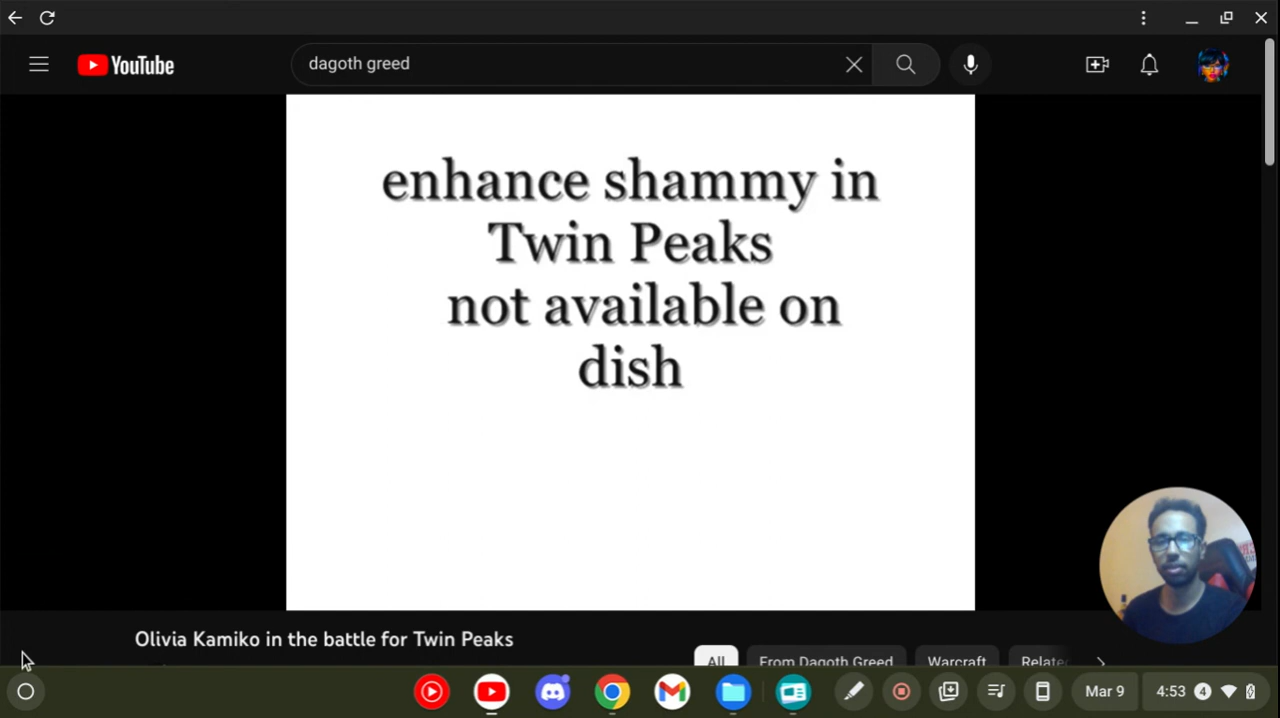 YouTube
dagoth greed
enhance shammy in
Twin Peaks
not available on
dish
Olivia Kamiko in the battle for Twin Peaks
All
From Dagoth Greed
Warcraft
Mar 9
4:53
4